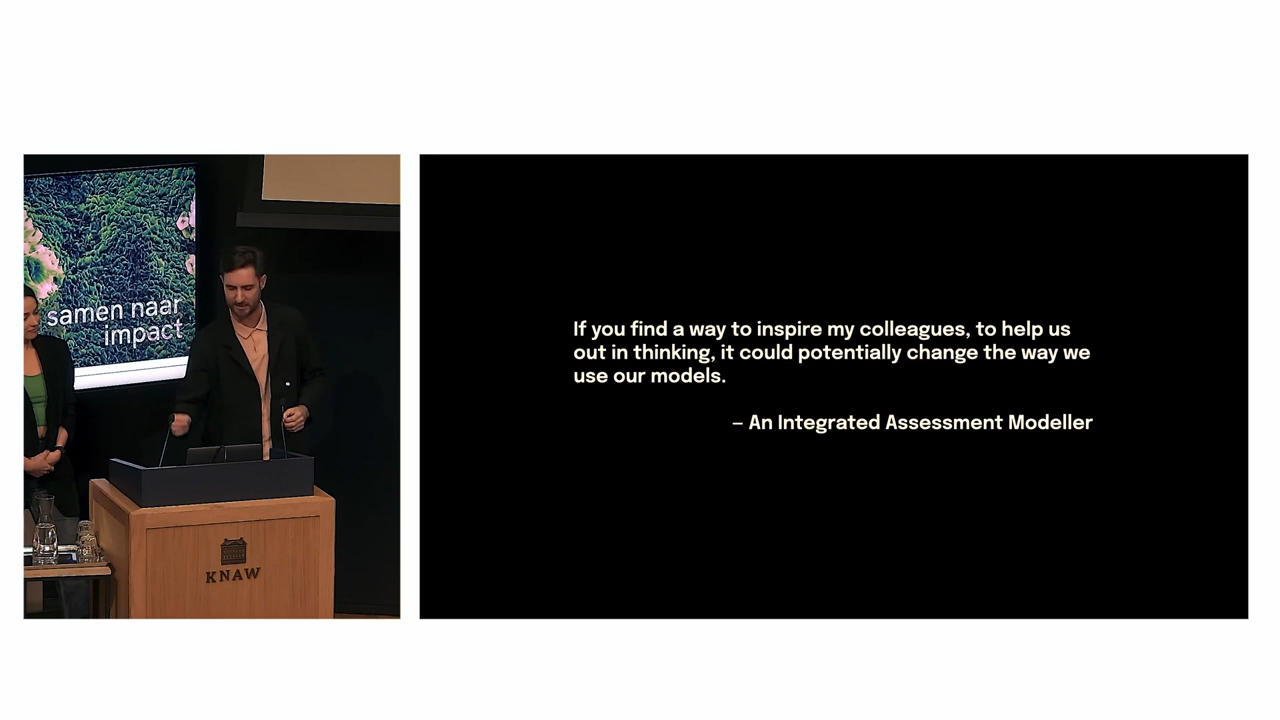 samen naar
impact
KNAW
If you find a way to inspire my colleagues, to help us
out in thinking, it could potentially change the way we
use our models.
– An Integrated Assessment Modeller